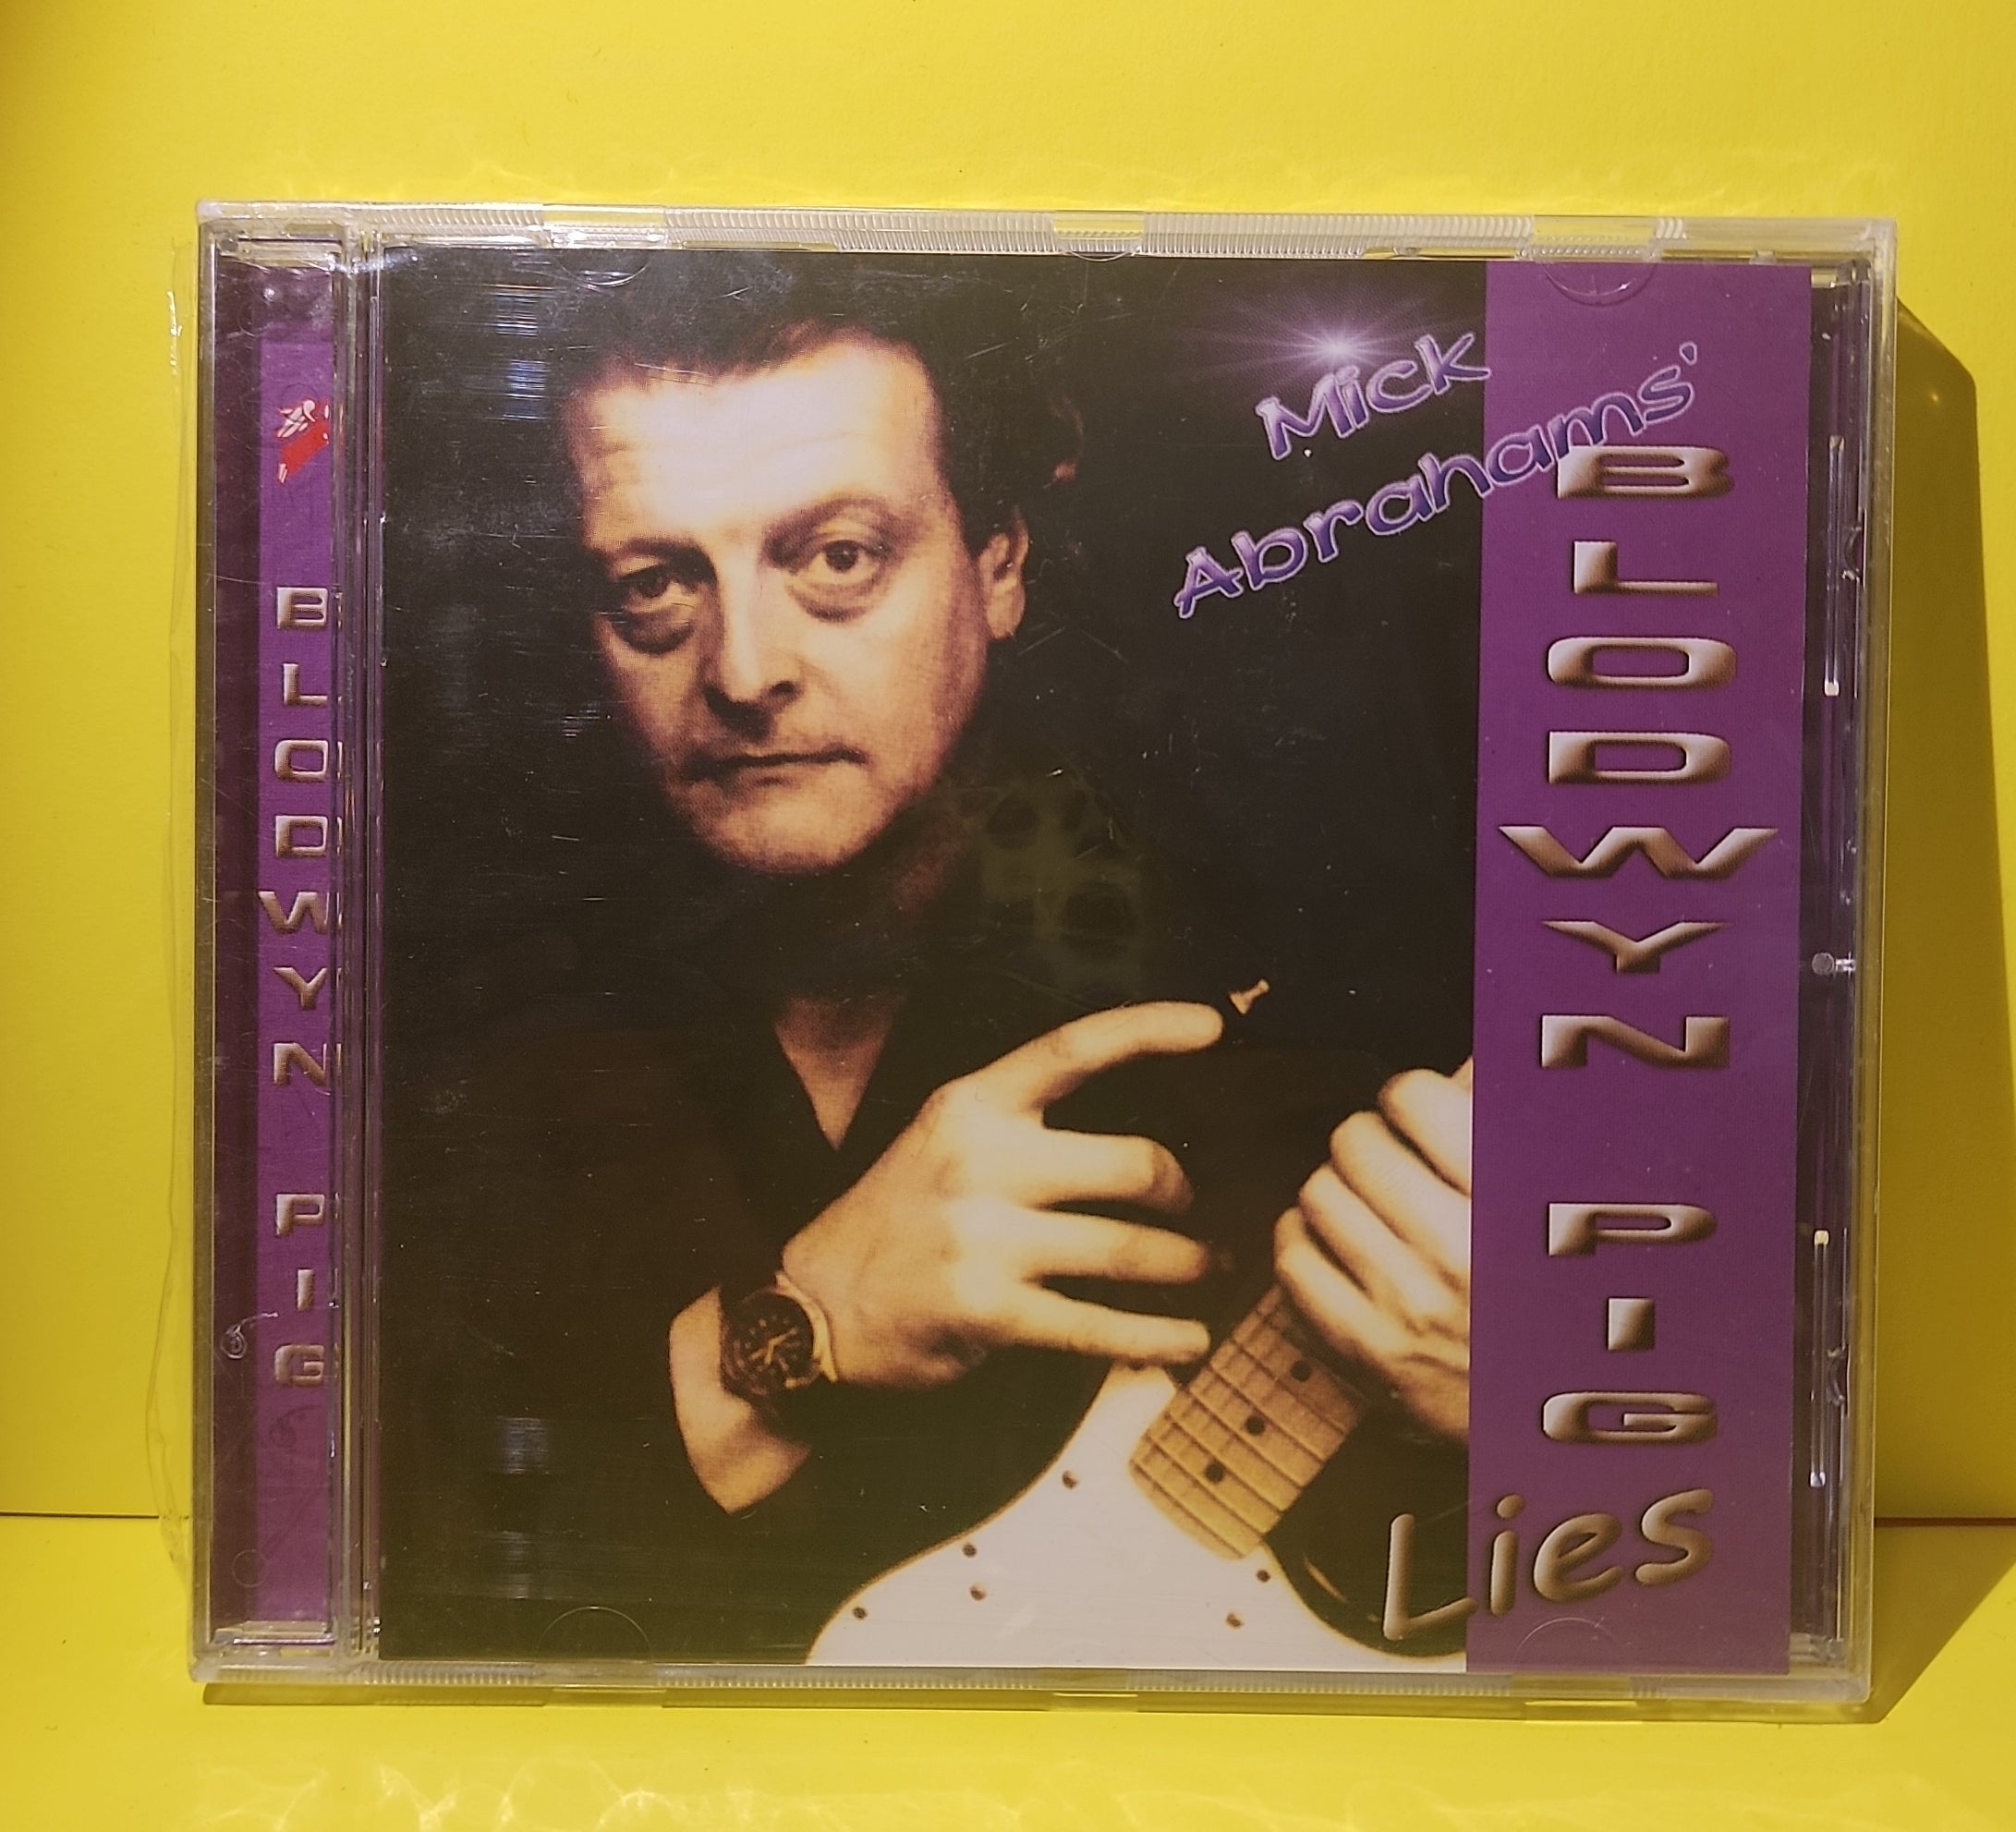 BLODWYN PIG
Mick
Abrahams'
BLODWYN PIG
Lies